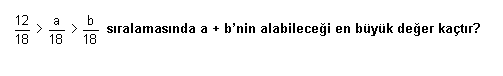 12/18 > a/18 > b/18 sıralamasında a + b’nin alabileceği en büyük değer kaçtır?